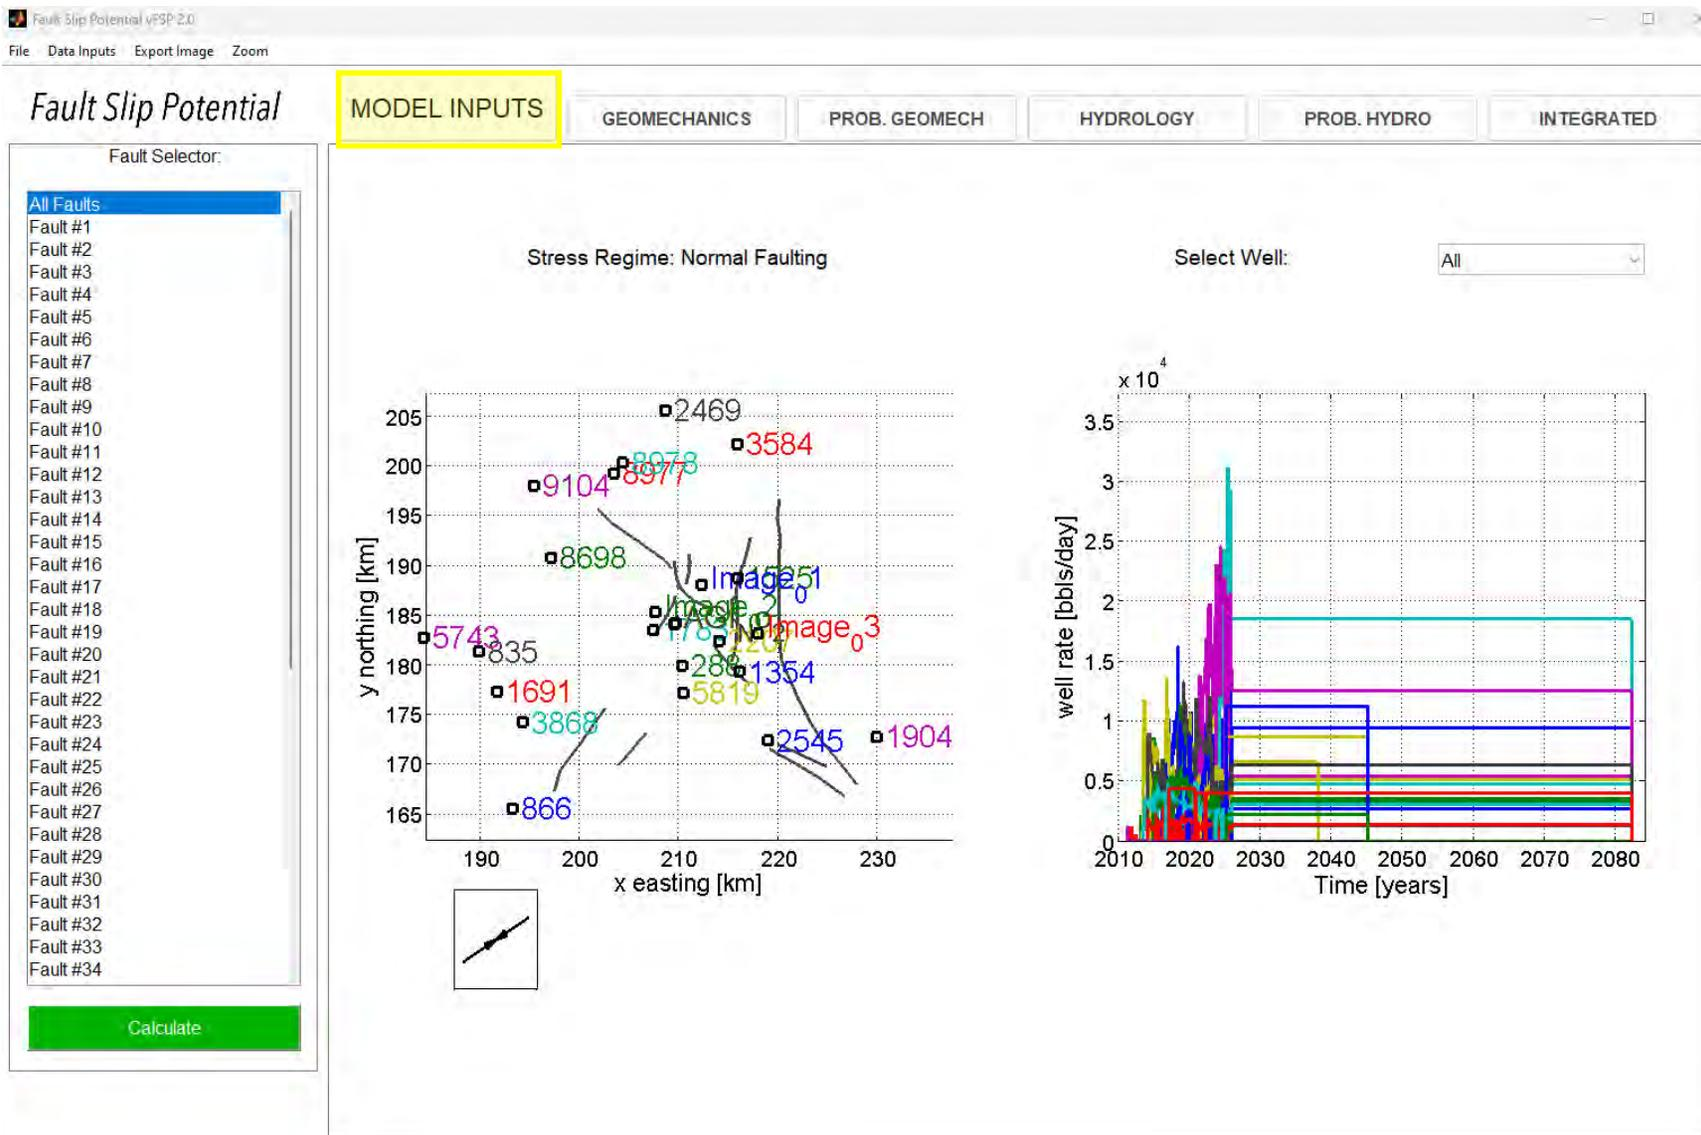 Fault Slip Potential vFSP 2.0
File Data Inputs Export Image Zoom
Fault Slip Potential
MODEL INPUTS GEOMECHANICS PROB. GEOMECH HYDROLOGY PROB. HYDRO INTEGRATED
Fault Selector:
All Faults
Fault #1
Fault #2
Fault #3
Fault #4
Fault #5
Fault #6
Fault #7
Fault #8
Fault #9
Fault #10
Fault #11
Fault #12
Fault #13
Fault #14
Fault #15
Fault #16
Fault #17
Fault #18
Fault #19
Fault #20
Fault #21
Fault #22
Fault #23
Fault #24
Fault #25
Fault #26
Fault #27
Fault #28
Fault #29
Fault #30
Fault #31
Fault #32
Fault #33
Fault #34
Calculate
Stress Regime: Normal Faulting
y northing [km]
205
200
195
190
185
180
175
170
165
2469
3584
8978
8977
9104
8698
Image_01
Image_03
5743
835
288
1354
1691
5819
3868
2545
1904
866
190 200 210 220 230
x easting [km]
Select Well:
All
x 10^4
well rate [bbls/day]
3.5
3
2.5
2
1.5
1
0.5
0
2010 2020 2030 2040 2050 2060 2070 2080
Time [years]